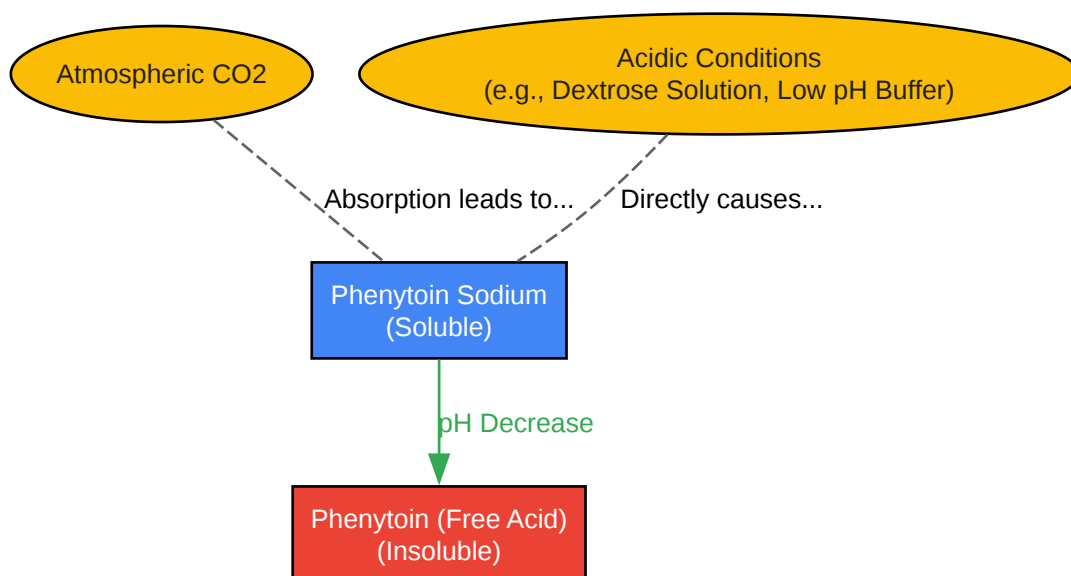 Atmospheric CO2
Acidic Conditions
(e.g., Dextrose Solution, Low pH Buffer)
Absorption leads to...
Directly causes...
Phenytoin Sodium
(Soluble)
pH Decrease
Phenytoin (Free Acid)
(Insoluble)